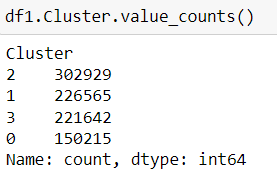 df1.Cluster.value_counts()
Cluster
2    302929
1    226565
3    221642
0    150215
Name: count, dtype: int64